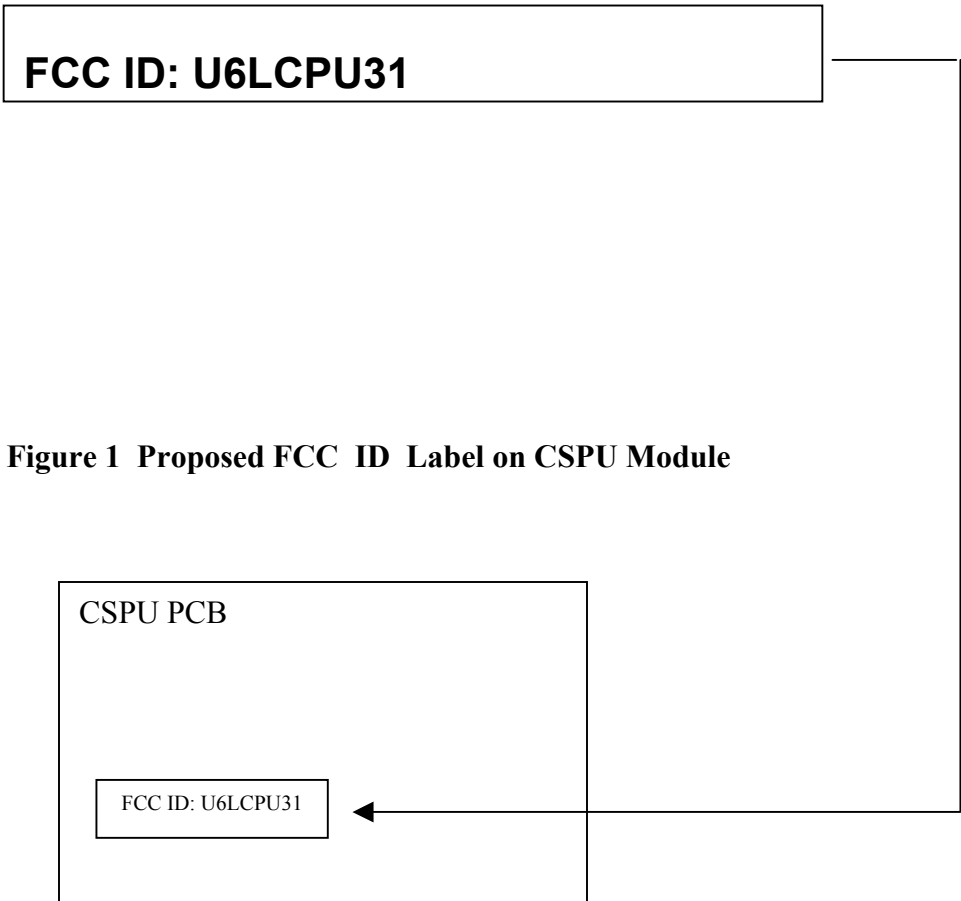 FCC ID: U6LCPU31
Figure 1 Proposed FCC ID Label on CSPU Module
CSPU PCB
FCC ID: U6LCPU31